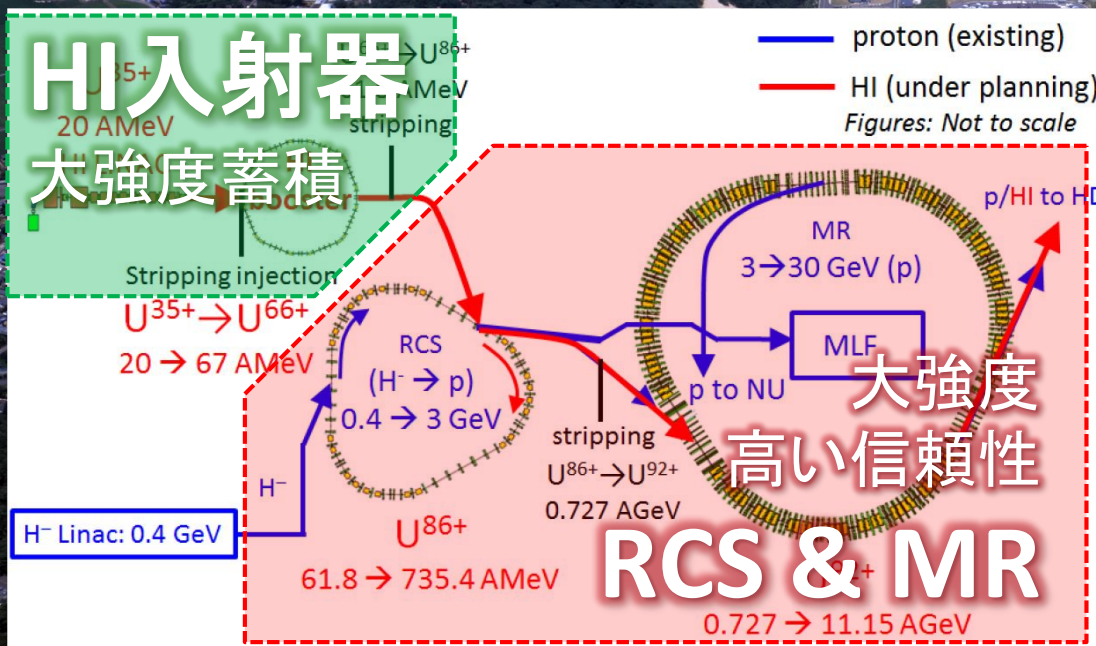 HI入射器
大強度蓄積
20 AMeV
stripping
booster
Stripping injection
U35+→U66+
20 → 67 AMeV
proton (existing)
HI (under planning)
Figures: Not to scale
p/HI to HD
MR
3→30 GeV (p)
MLF
p to NU
RCS
(H- → p)
0.4 → 3 GeV
stripping
U86+→U92+
0.727 AGeV
大強度
高い信頼性
H−
H− Linac: 0.4 GeV
U86+
61.8 → 735.4 AMeV
RCS & MR
0.727 → 11.15 AGeV